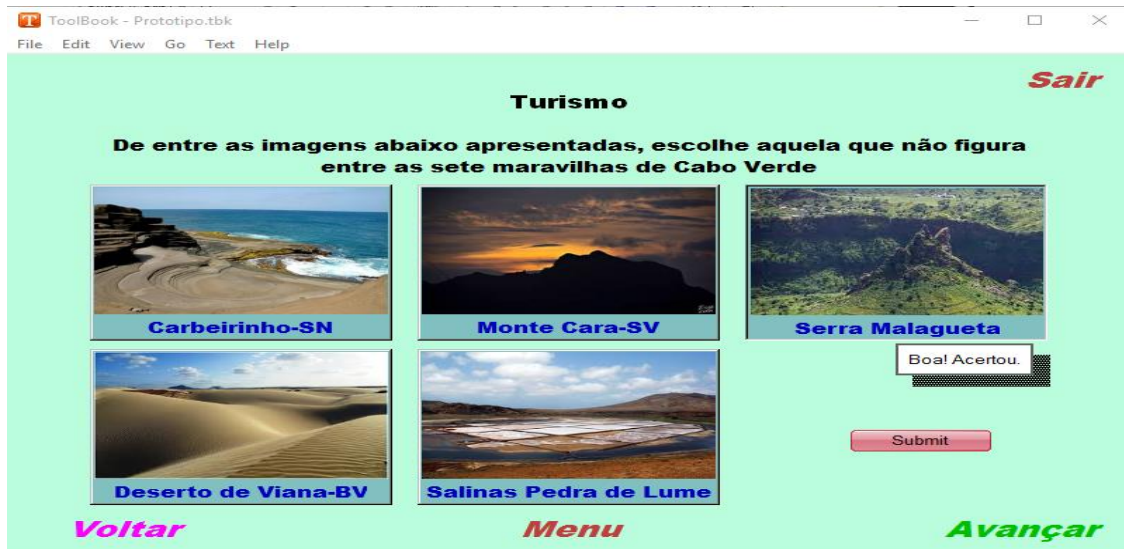 ToolBook - Prototipo.tbk
File Edit View Go Text Help
Sair
Turismo
De entre as imagens abaixo apresentadas, escolhe aquela que não figura
entre as sete maravilhas de Cabo Verde
Carbeirinho-SN
Monte Cara-SV
Serra Malagueta
Boa! Acertou.
Deserto de Viana-BV
Salinas Pedra de Lume
Submit
Voltar
Menu
Avançar